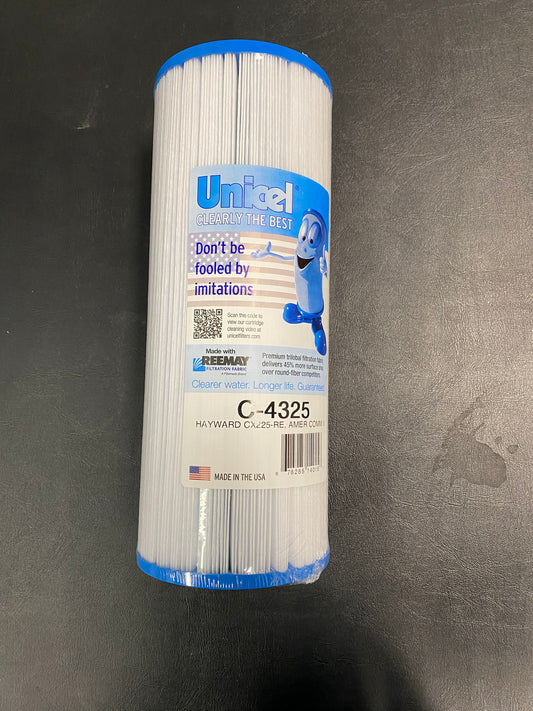 Unicel
CLEARLY THE BEST
Don't be
fooled by
imitations
Scan this code to
view our cartridge
cleaning video at
unicelfilters.com
Made with
REEMAY
FILTRATION FABRIC
Premium trilobal filtration fabric
delivers 45% more surface area
over round-fiber competitors.
Clearer water. Longer life. Guaranteed
C-4325
HAYWARD CX225-RE, AMER COMM
MADE IN THE USA